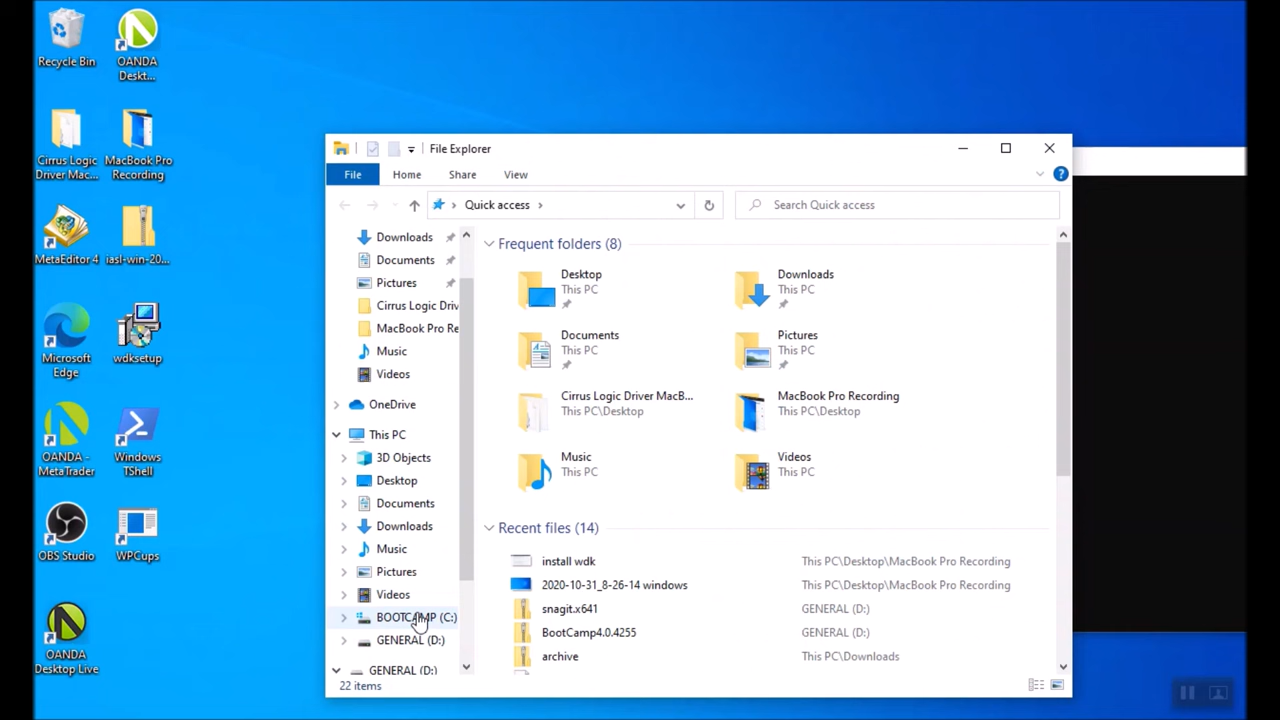 Recycle Bin
OANDA
Deskt...
Cirrus Logic
Driver Mac...
MacBook Pro
Recording
MetaEditor 4
iasl-win-20...
Microsoft
Edge
wdksetup
OANDA -
MetaTrader
Windows
TShell
OBS Studio
WPCups
OANDA
Desktop Live
File Explorer
File
Home
Share
View
Quick access
Search Quick access
Downloads
Documents
Pictures
Cirrus Logic Driv
MacBook Pro Re
Music
Videos
OneDrive
This PC
3D Objects
Desktop
Documents
Downloads
Music
Pictures
Videos
BOOTCAMP (C:)
GENERAL (D:)
GENERAL (D:)
Frequent folders (8)
Desktop
This PC
Downloads
This PC
Documents
This PC
Pictures
This PC
Cirrus Logic Driver MacB...
This PC\Desktop
MacBook Pro Recording
This PC\Desktop
Music
This PC
Videos
This PC
Recent files (14)
install wdk This PC\Desktop\MacBook Pro Recording
2020-10-31_8-26-14 windows This PC\Desktop\MacBook Pro Recording
snagit.x641 GENERAL (D:)
BootCamp4.0.4255 GENERAL (D:)
archive This PC\Downloads
22 items